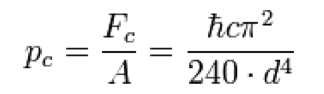 p_c = \frac{F_c}{A} = \frac{\hbar c \pi^2}{240 \cdot d^4}